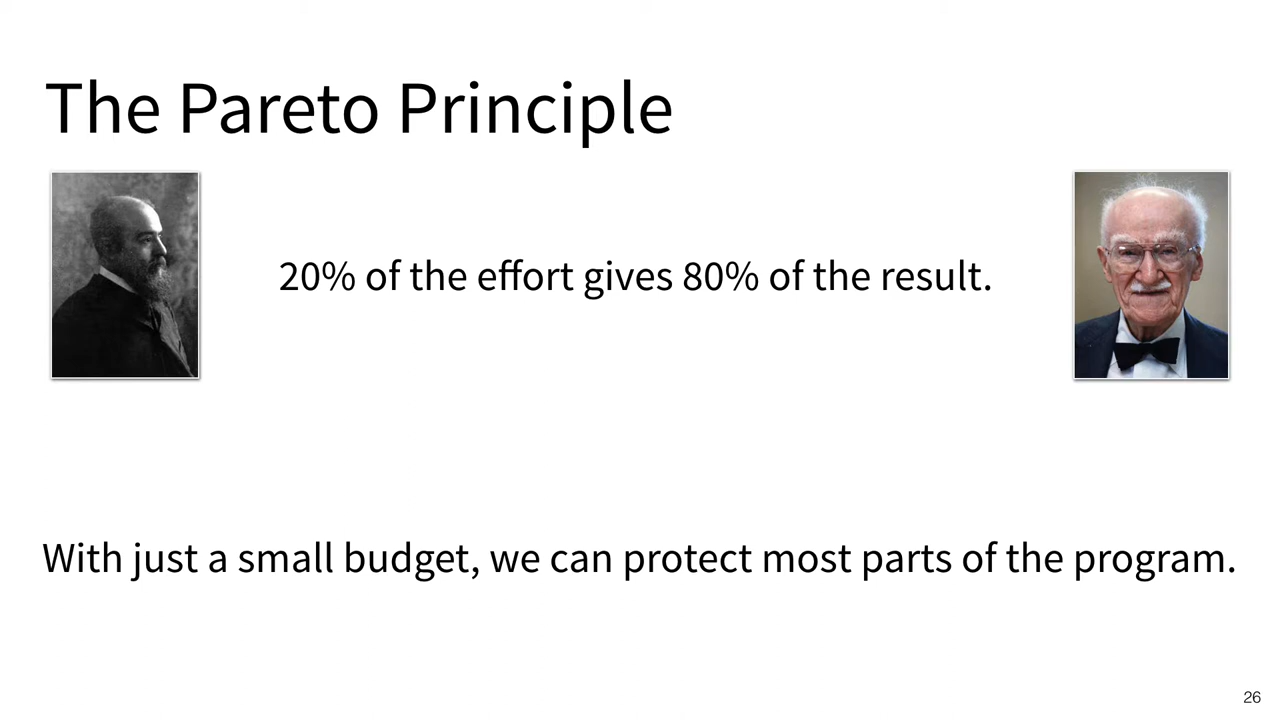 The Pareto Principle
20% of the effort gives 80% of the result.
With just a small budget, we can protect most parts of the program.
26